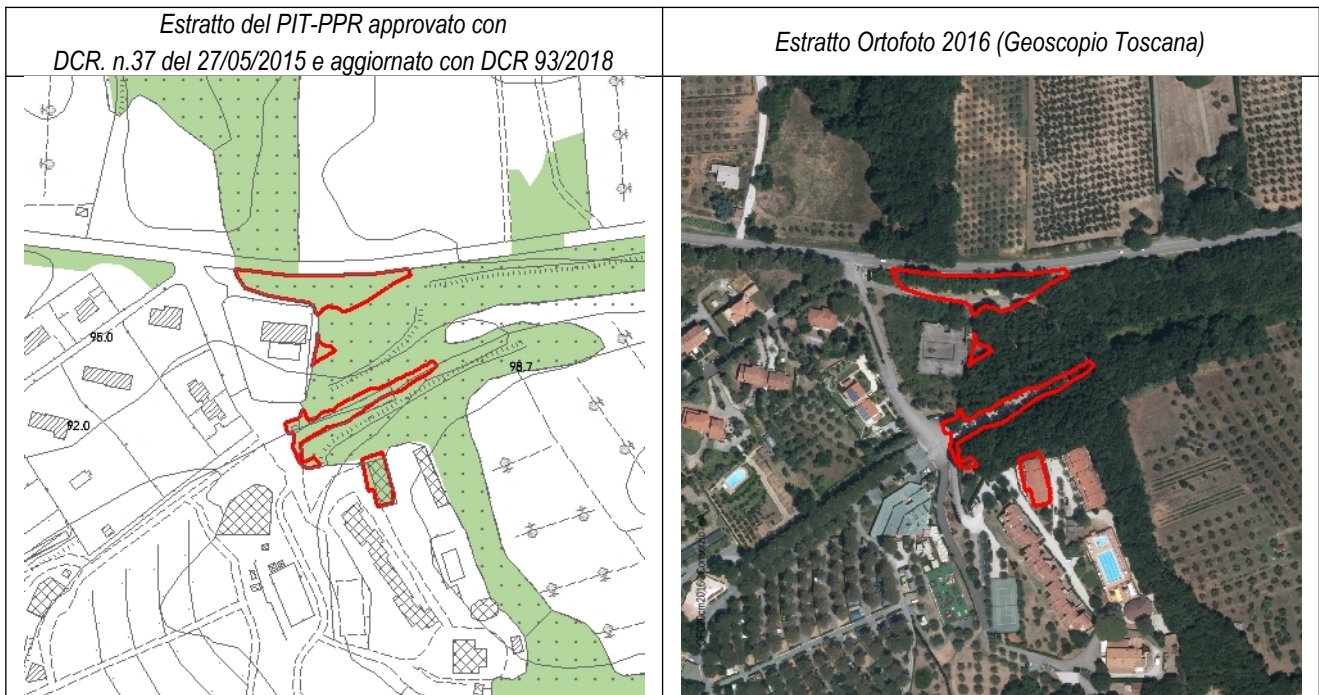 Estratto del PIT-PPR approvato con
DCR. n.37 del 27/05/2015 e aggiornato con DCR 93/2018
Estratto Ortofoto 2016 (Geoscopio Toscana)
95.0
98.7
92.0